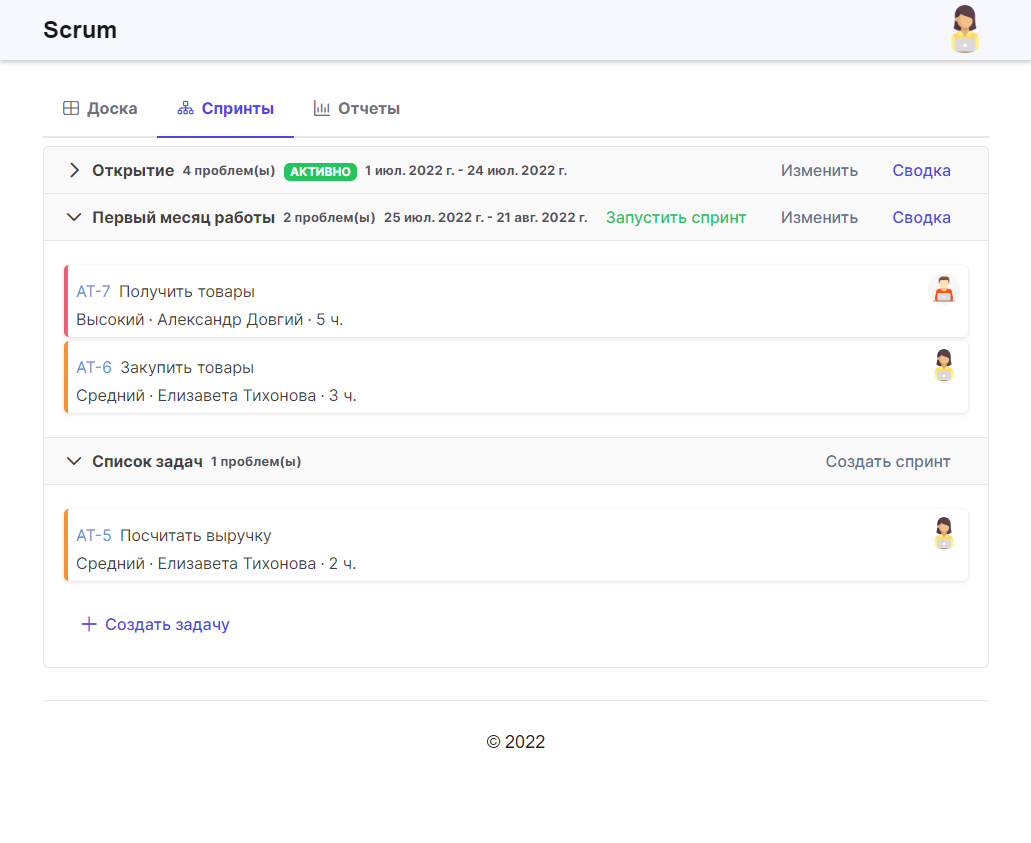 Scrum
Доска Спринты Отчеты
Открытие 4 проблем(ы) АКТИВНО 1 июл. 2022 г. - 24 июл. 2022 г. Изменить Сводка
Первый месяц работы 2 проблем(ы) 25 июл. 2022 г. - 21 авг. 2022 г. Запустить спринт Изменить Сводка
AT-7 Получить товары
Высокий · Александр Довгий · 5 ч.
AT-6 Закупить товары
Средний · Елизавета Тихонова · 3 ч.
Список задач 1 проблем(ы) Создать спринт
AT-5 Посчитать выручку
Средний · Елизавета Тихонова · 2 ч.
Создать задачу
© 2022